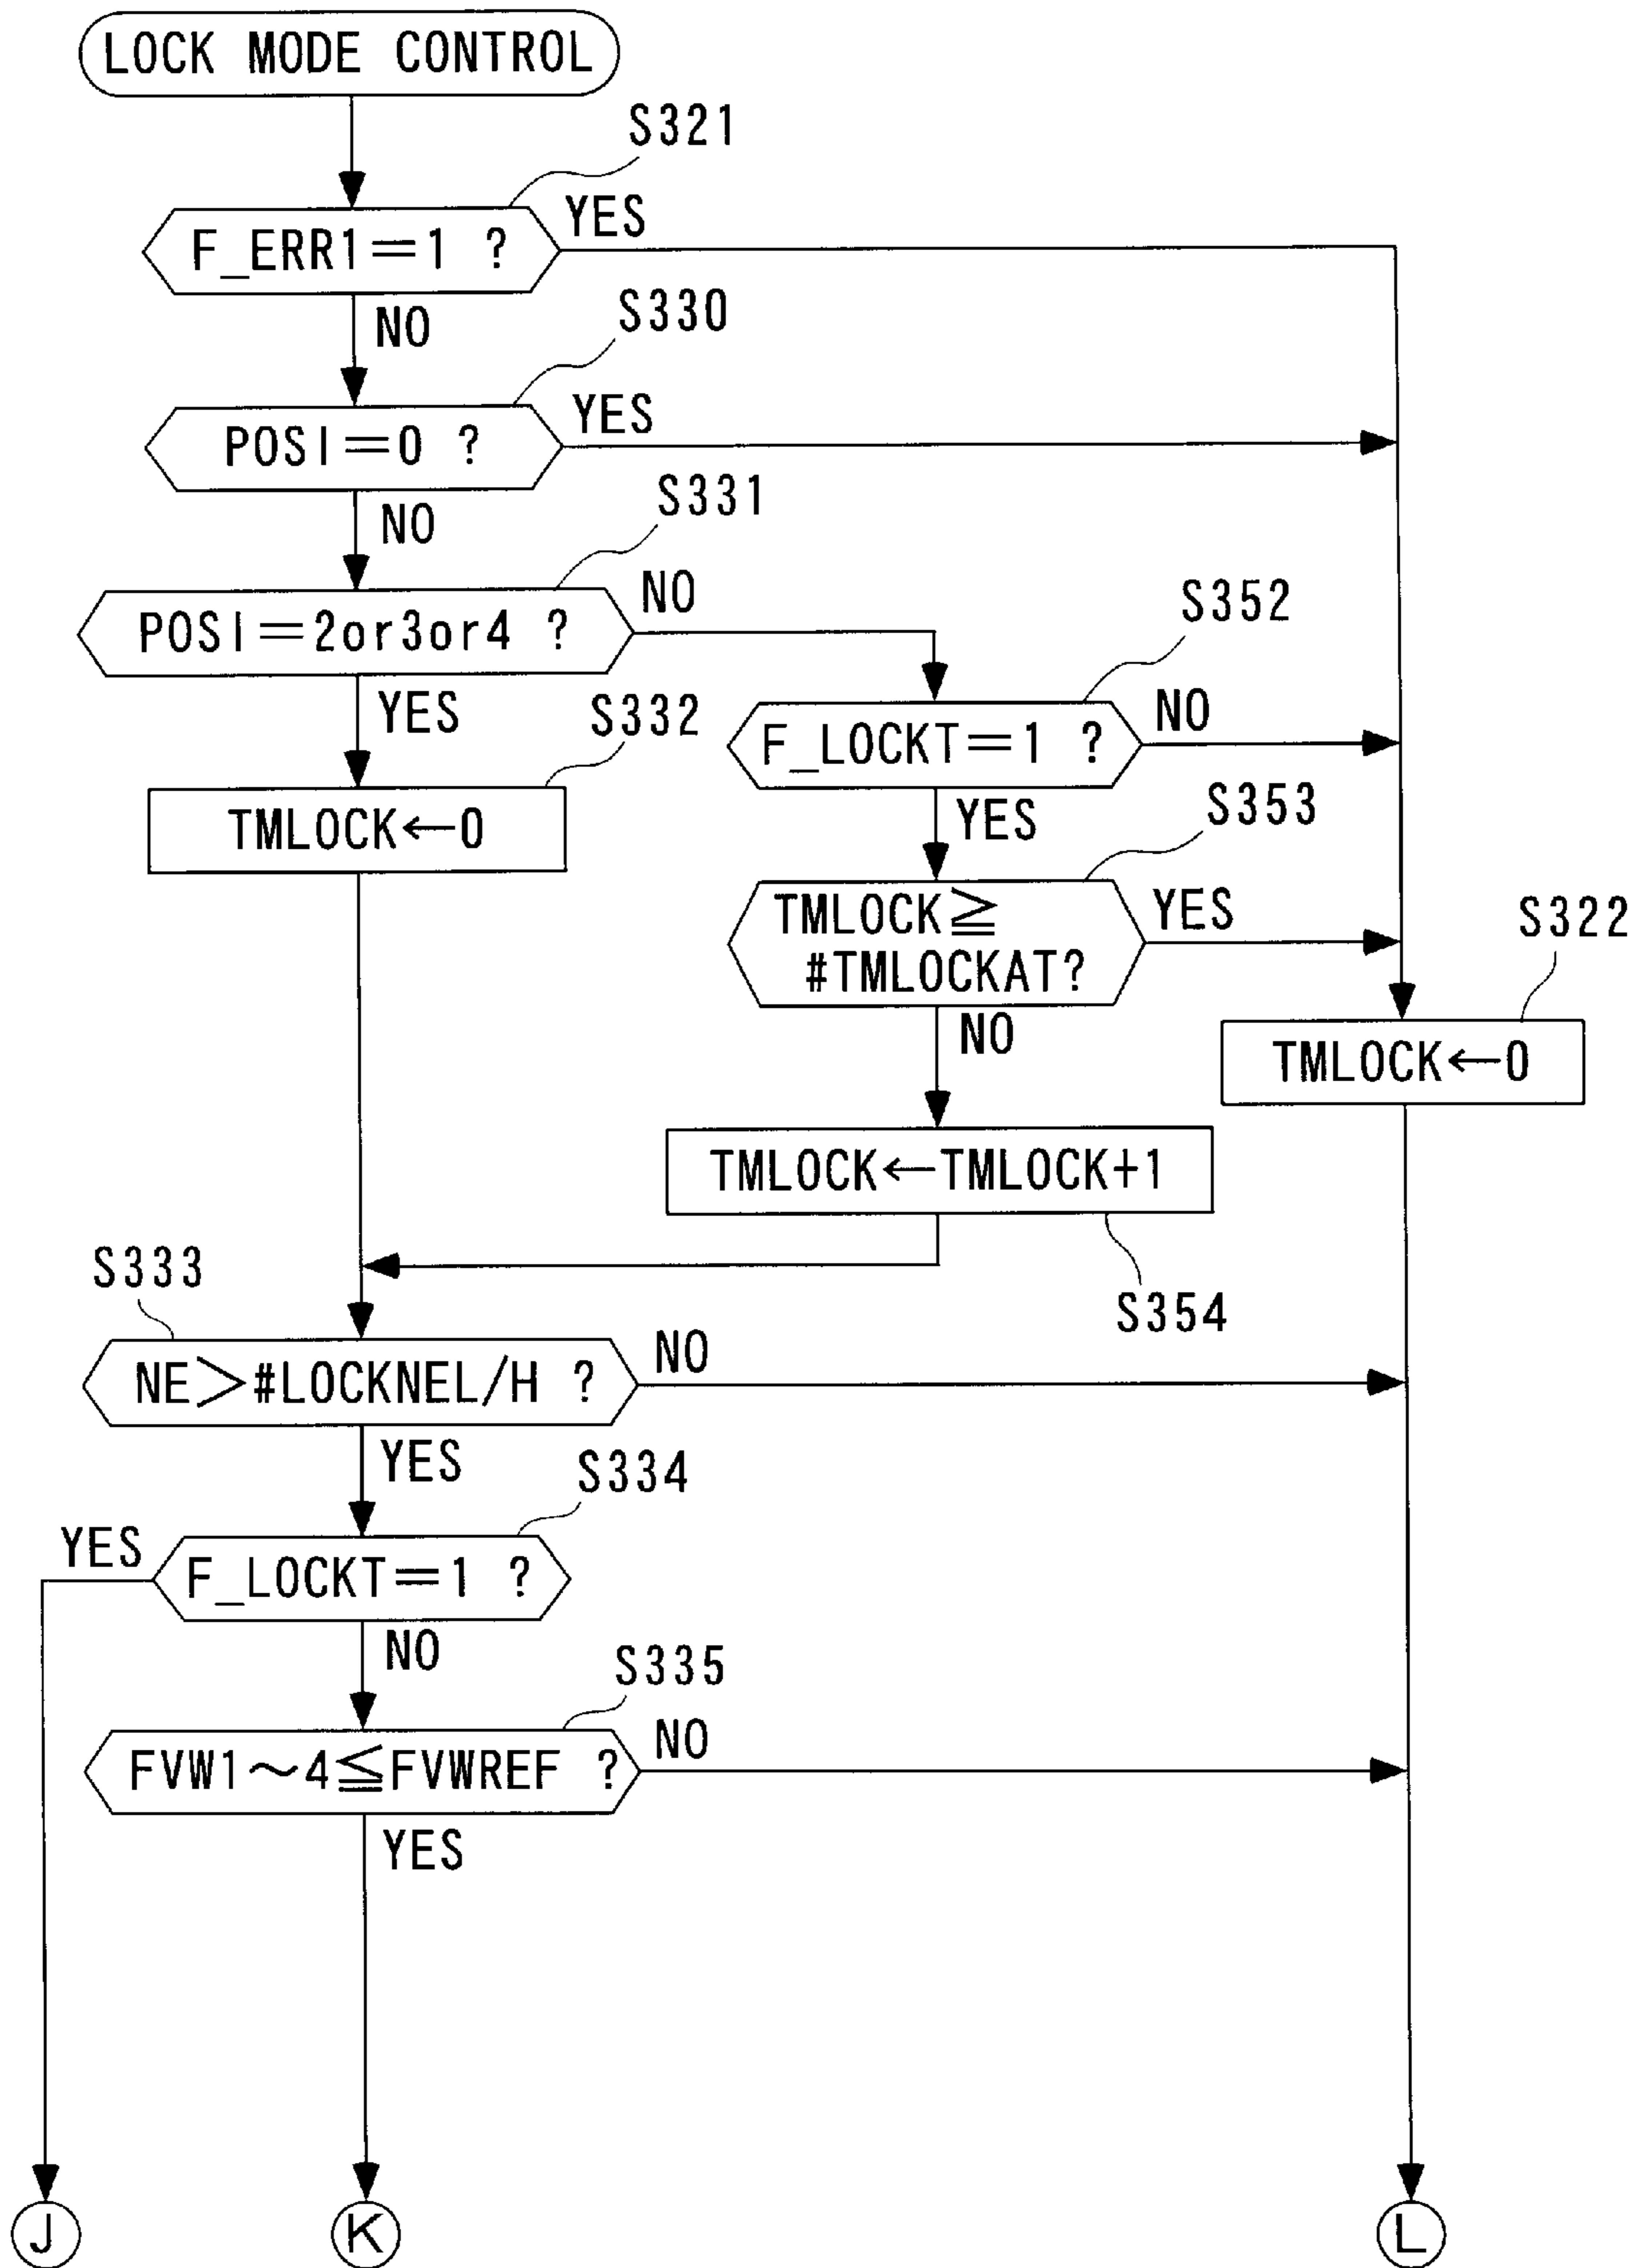 LOCK MODE CONTROL
S321
F_ERR1=1 ?
YES
NO
S330
POSI=0 ?
YES
NO
S331
POSI=2or3or4 ?
NO
YES
S352
F_LOCKT=1 ?
NO
YES
S332
TMLOCK←0
S353
TMLOCK≧
#TMLOCKAT?
YES
NO
S322
TMLOCK←0
TMLOCK←TMLOCK+1
S354
S333
NE>#LOCKNEL/H ?
NO
YES
S334
YES
F_LOCKT=1 ?
NO
S335
FVW1~4≦FVWREF ?
NO
YES
J
K
L